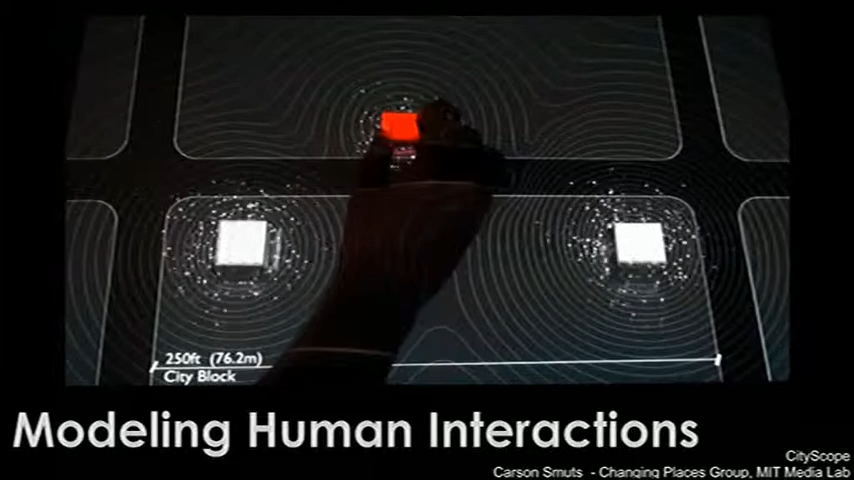 250ft (76.2m)
City Block
Modeling Human Interactions
CityScope
Carson Smuts - Changing Places Group, MIT Media Lab